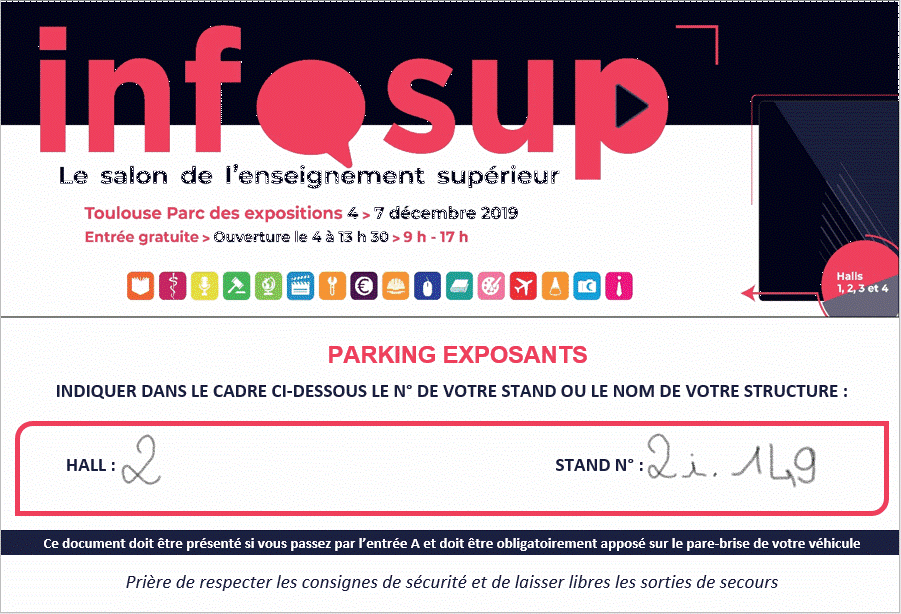 infosup
Le salon de l'enseignement supérieur
Toulouse Parc des expositions 4 > 7 décembre 2019
Entrée gratuite > Ouverture le 4 à 13 h 30 > 9 h - 17 h
Halls
1, 2, 3 et 4
PARKING EXPOSANTS
INDIQUER DANS LE CADRE CI-DESSOUS LE N° DE VOTRE STAND OU LE NOM DE VOTRE STRUCTURE :
HALL : 2 STAND N° : 2i. 149
Ce document doit être présenté si vous passez par l'entrée A et doit être obligatoirement apposé sur le pare-brise de votre véhicule
Prière de respecter les consignes de sécurité et de laisser libres les sorties de secours